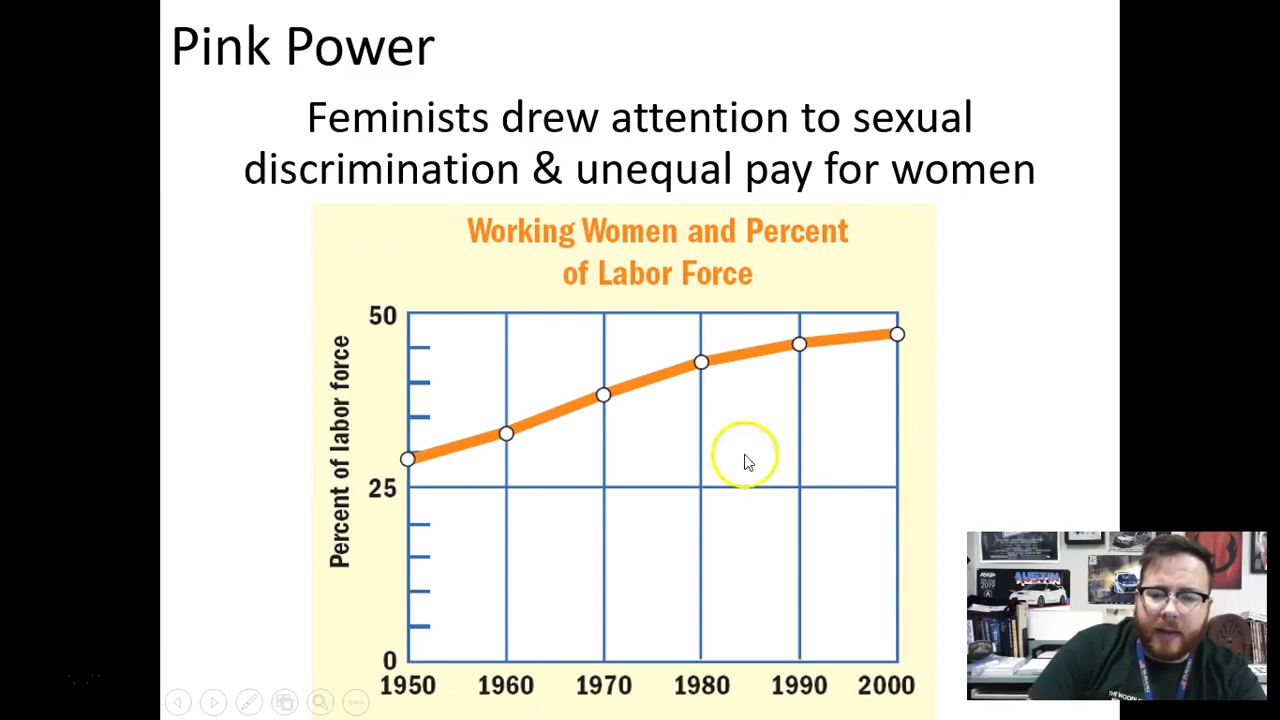 Pink Power
Feminists drew attention to sexual
discrimination & unequal pay for women
Working Women and Percent
of Labor Force
Percent of labor force
50
25
0
1950 1960 1970 1980 1990 2000
AUSTIN